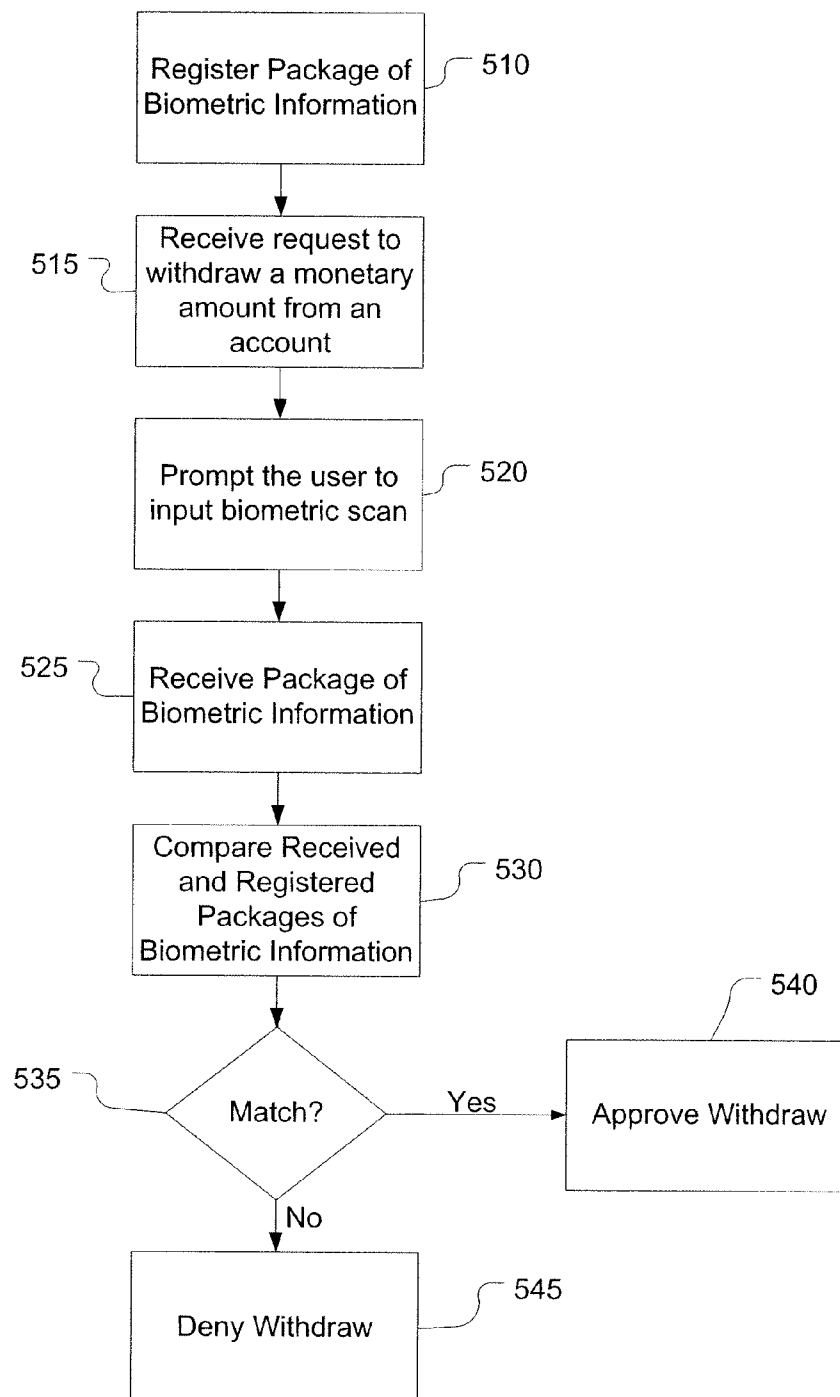 Register Package of
Biometric Information
510
Receive request to
withdraw a monetary
amount from an
account
515
Prompt the user to
input biometric scan
520
Receive Package of
Biometric Information
525
Compare Received
and Registered
Packages of
Biometric Information
530
Match?
535
Yes
Approve Withdraw
540
No
Deny Withdraw
545